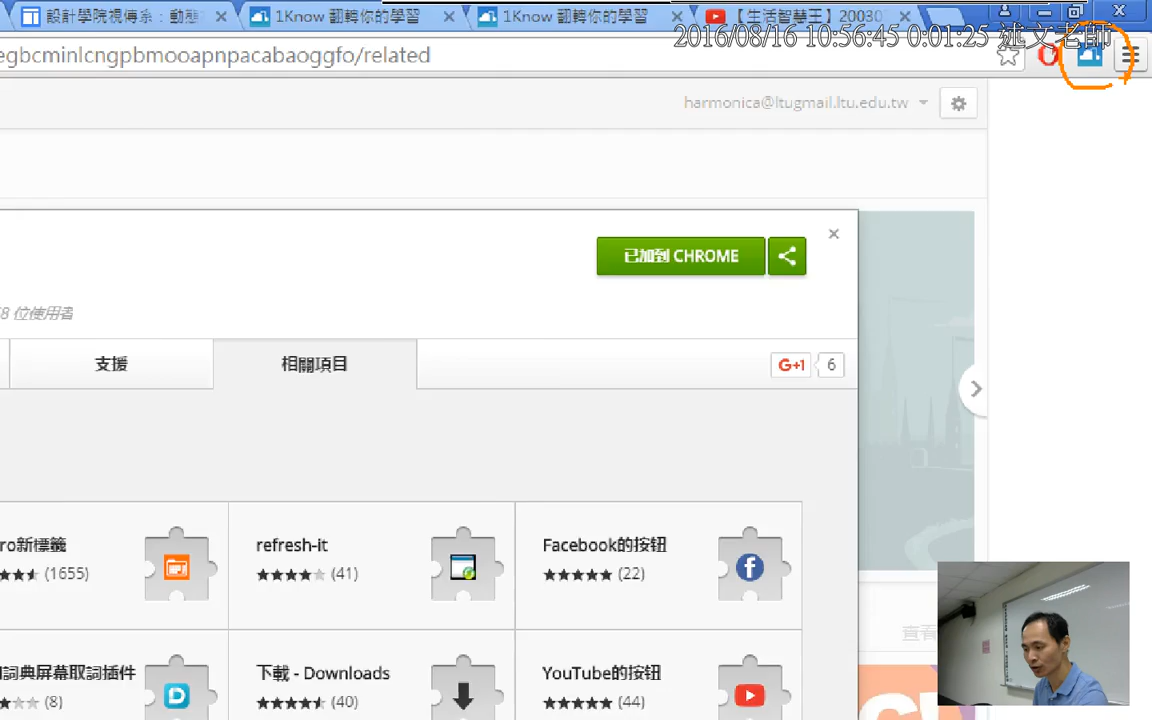 設計學院視傳系：動態
1Know 翻轉你的學習
1Know 翻轉你的學習
【生活智慧王】20030
2016/08/16 10:56:45 0:01:25 述文老師
egbcminlcngpbmooapnpacabaoggfo/related
harmonica@ltugmail.ltu.edu.tw
已加到 CHROME
8 位使用者
支援
相關項目
G+1
6
ro新標籤
(1655)
refresh-it
(41)
Facebook的按钮
(22)
詞典屏幕取詞插件
(8)
下載 - Downloads
(40)
YouTube的按钮
(44)
查看